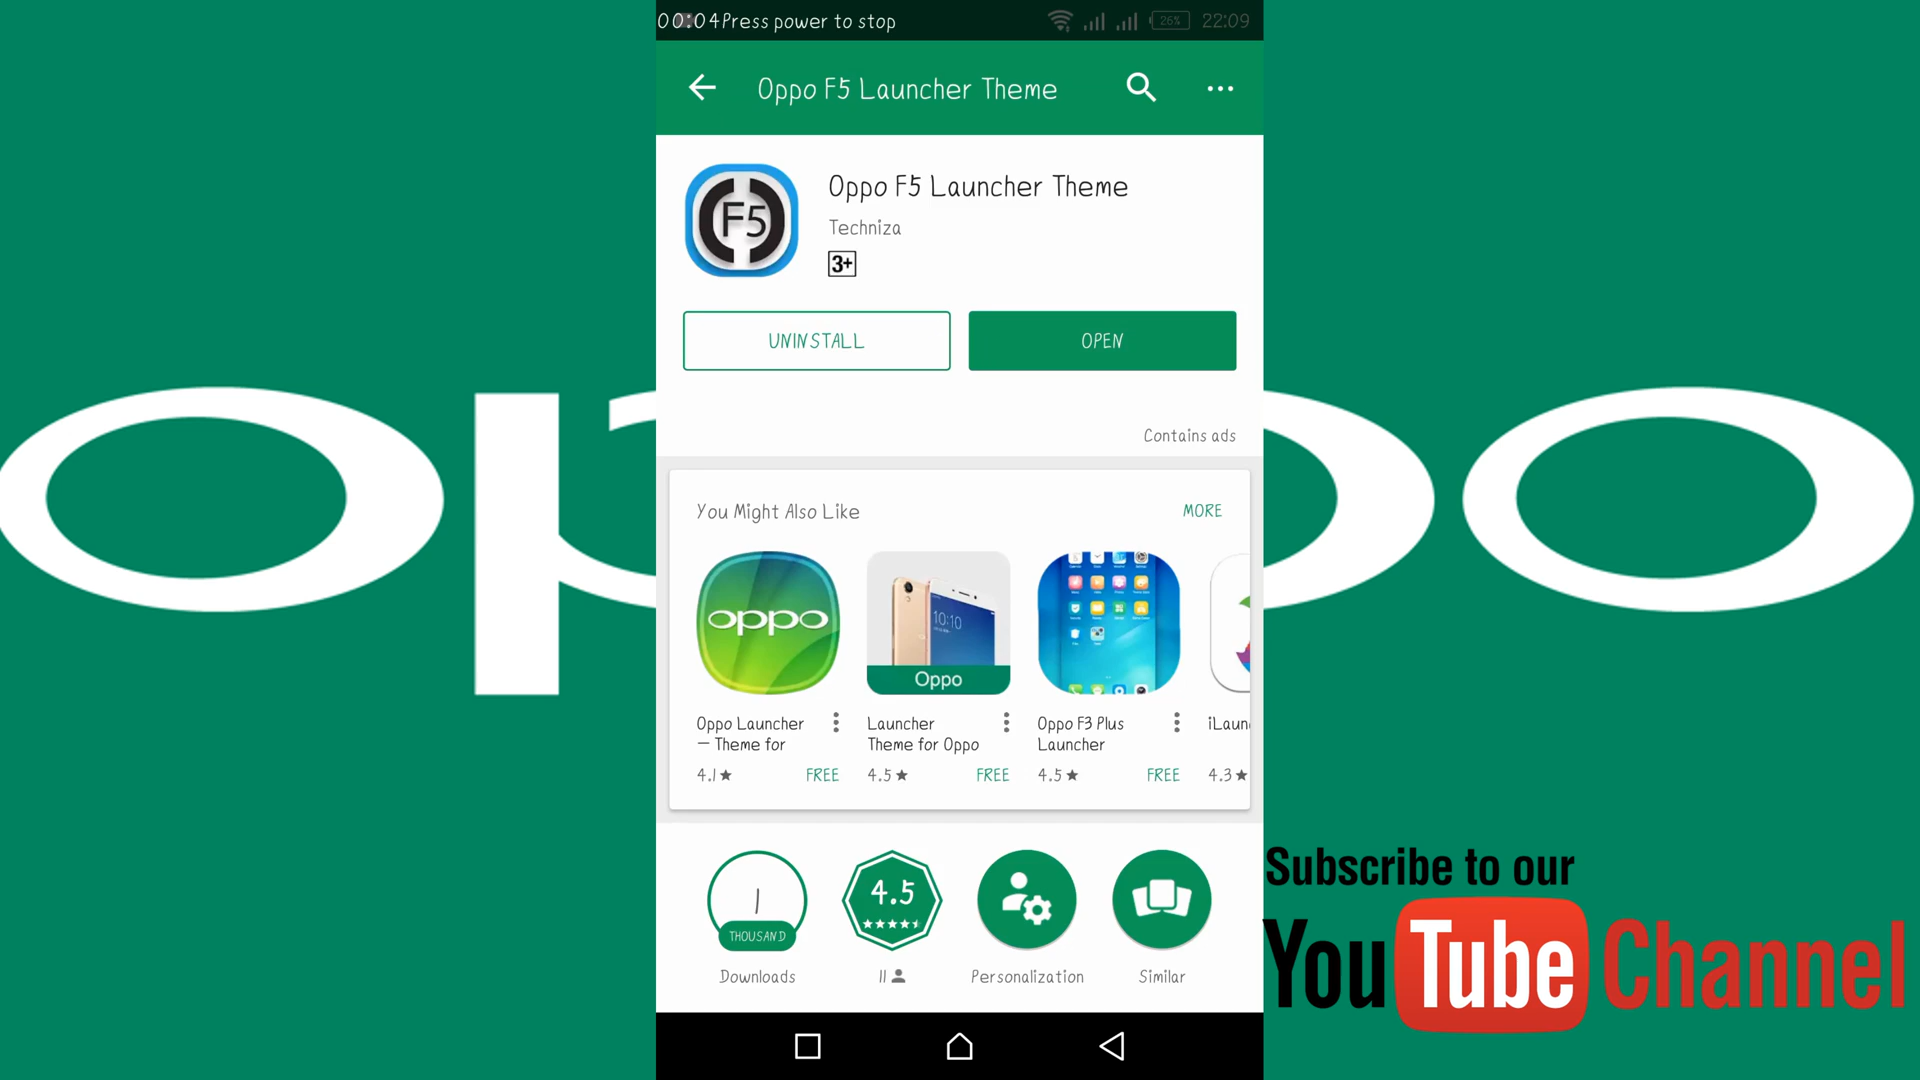 00:04Press power to stop
26%
22:09
Oppo F5 Launcher Theme
F5
Oppo F5 Launcher Theme
Techniza
3+
UNINSTALL
OPEN
oppo
Contains ads
You Might Also Like
MORE
oppo
10:10
Oppo
Oppo Launcher
– Theme for
4.1★
FREE
Launcher
Theme for Oppo
4.5★
FREE
Oppo F3 Plus
Launcher
4.5★
FREE
iLaun
4.3★
1
THOUSAND
Downloads
4.5
11
Personalization
Similar
Subscribe to our
YouTube Channel